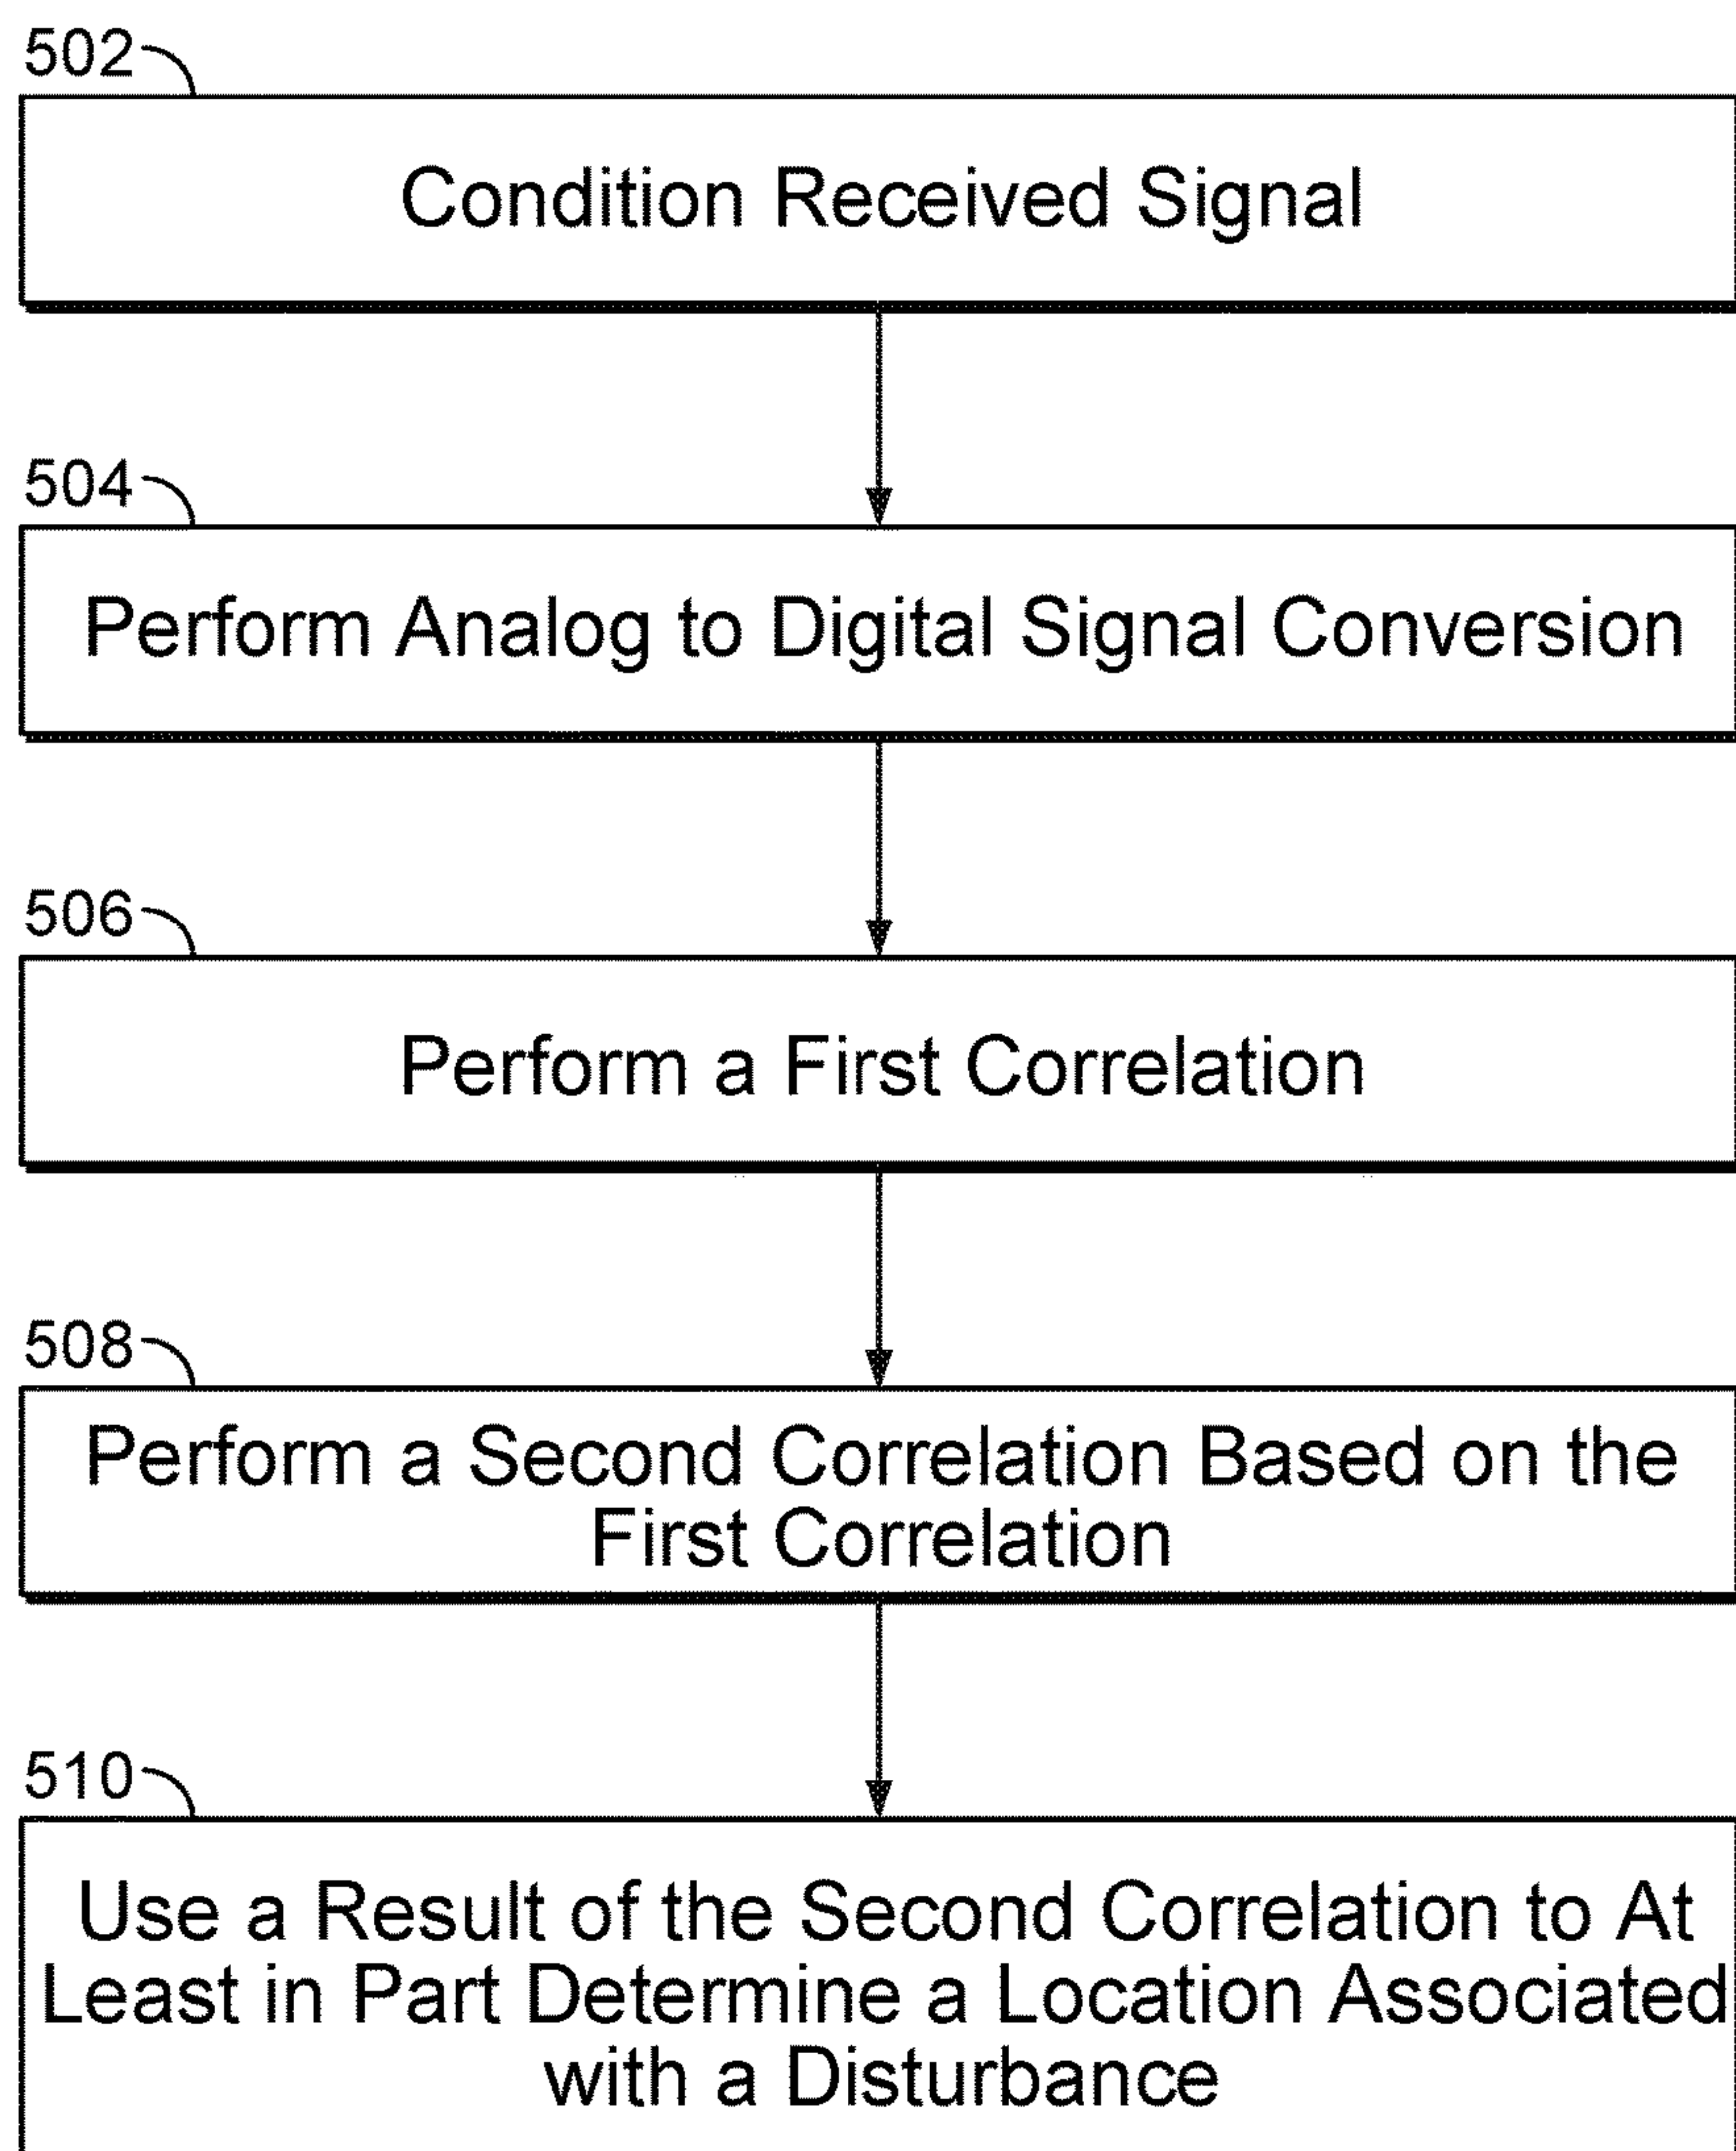 502
Condition Received Signal
504
Perform Analog to Digital Signal Conversion
506
Perform a First Correlation
508
Perform a Second Correlation Based on the
First Correlation
510
Use a Result of the Second Correlation to At
Least in Part Determine a Location Associated
with a Disturbance